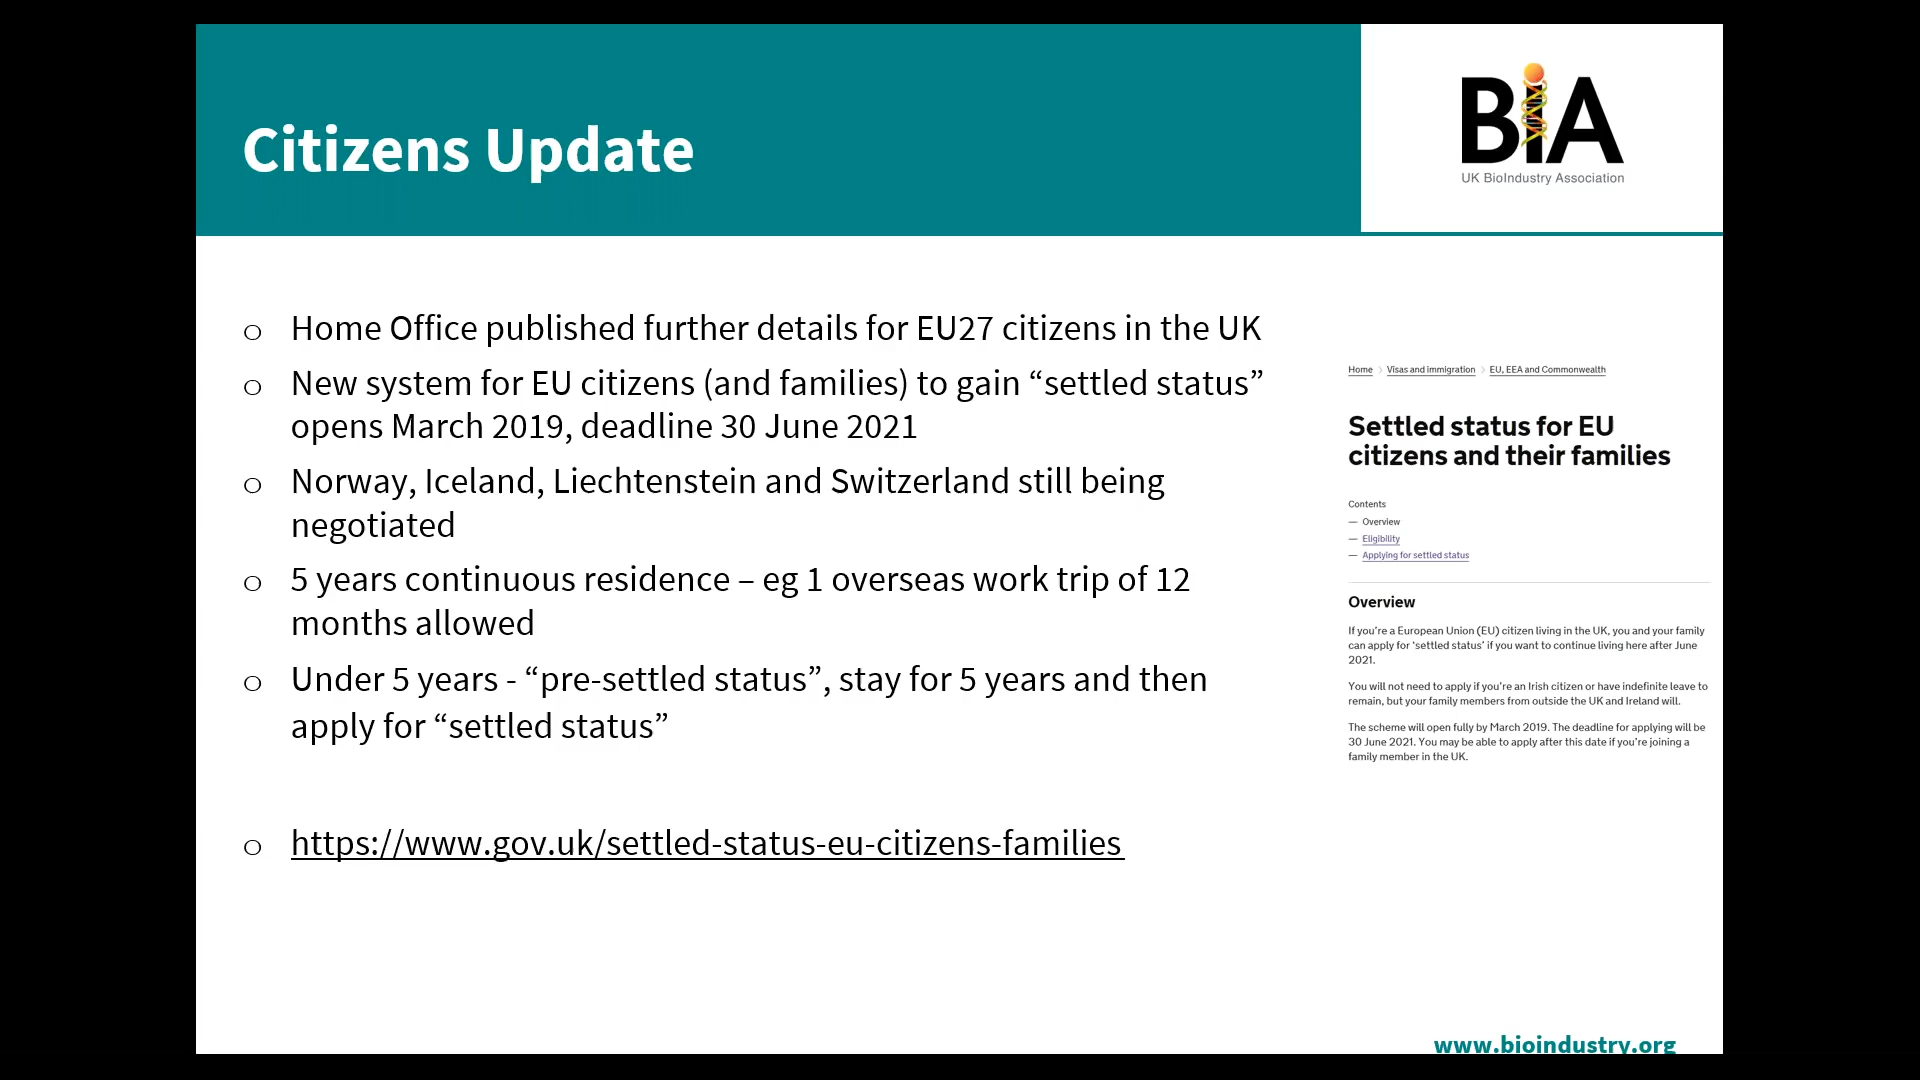 Citizens Update
BiA
UK BioIndustry Association
o Home Office published further details for EU27 citizens in the UK
o New system for EU citizens (and families) to gain “settled status”
opens March 2019, deadline 30 June 2021
o Norway, Iceland, Liechtenstein and Switzerland still being
negotiated
o 5 years continuous residence – eg 1 overseas work trip of 12
months allowed
o Under 5 years - “pre-settled status”, stay for 5 years and then
apply for “settled status”
o https://www.gov.uk/settled-status-eu-citizens-families
Home > Visas and immigration > EU, EEA and Commonwealth
Settled status for EU
citizens and their families
Contents
— Overview
— Eligibility
— Applying for settled status
Overview
If you’re a European Union (EU) citizen living in the UK, you and your family
can apply for ‘settled status’ if you want to continue living here after June
2021.
You will not need to apply if you’re an Irish citizen or have indefinite leave to
remain, but your family members from outside the UK and Ireland will.
The scheme will open fully by March 2019. The deadline for applying will be
30 June 2021. You may be able to apply after this date if you’re joining a
family member in the UK.
www.bioindustry.org